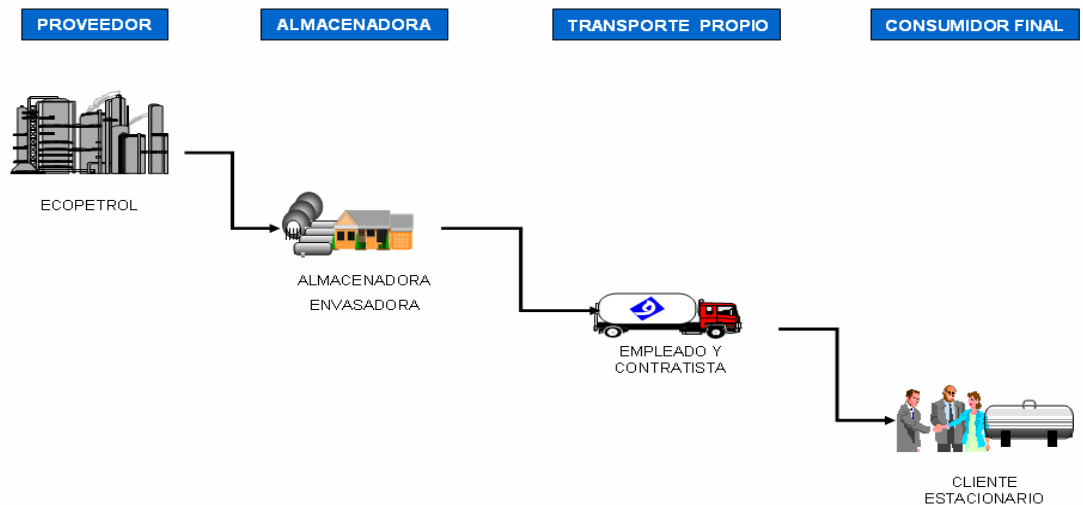 PROVEEDOR
ALMACENADORA
TRANSPORTE PROPIO
CONSUMIDOR FINAL
ECOPETROL
ALMACENADORA
ENVASADORA
EMPLEADO Y
CONTRATISTA
CLIENTE
ESTACIONARIO